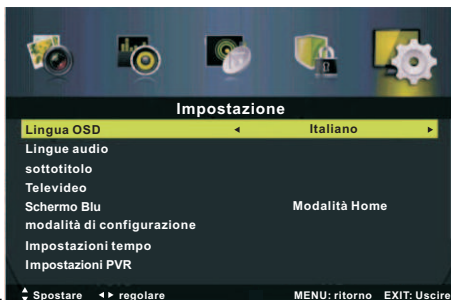 Impostazione
Lingua OSD ◄ Italiano ►
Lingue audio
sottotitolo
Televideo
Schermo Blu Modalità Home
modalità di configurazione
Impostazioni tempo
Impostazioni PVR
Spostare ◄► regolare MENU: ritorno EXIT: Uscire